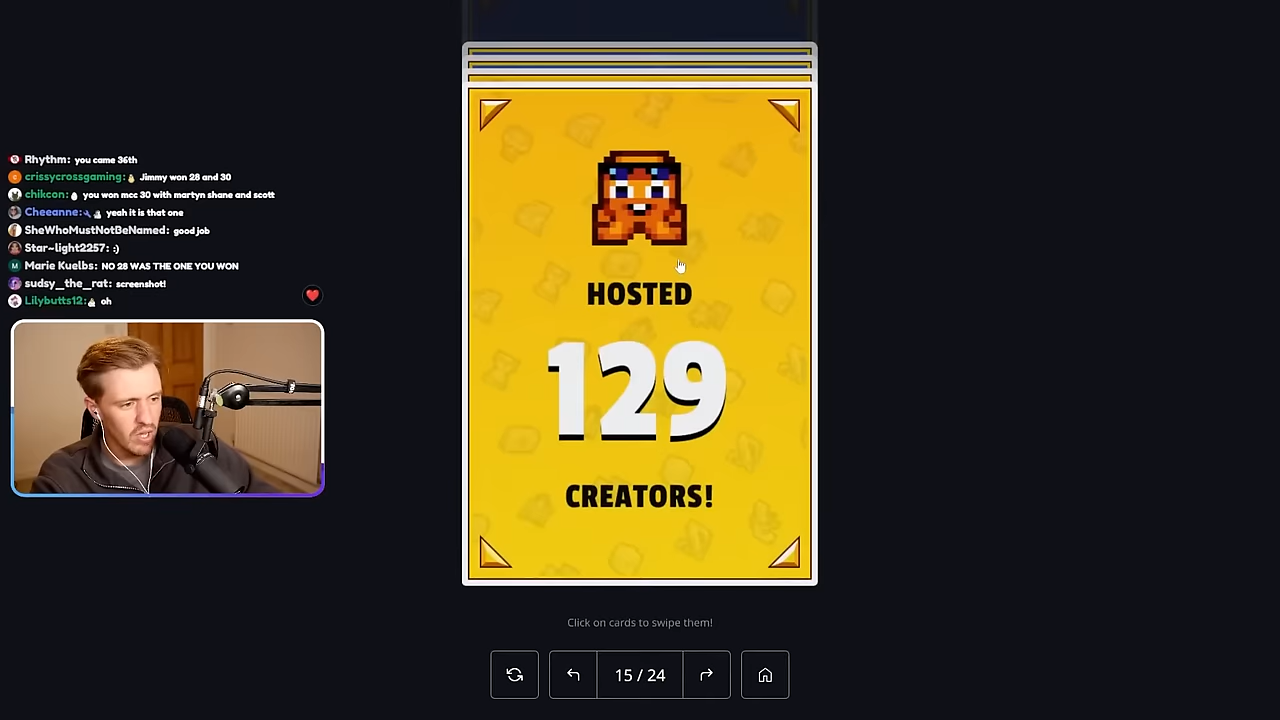 Rhythm: you came 36th
crissycrossgaming: Jimmy won 28 and 30
chikcon: you won mcc 30 with martyn shane and scott
Cheeanne: yeah it is that one
SheWhoMustNotBeNamed: good job
Star~light2257: :)
Marie Kuelbs: NO 28 WAS THE ONE YOU WON
sudsy_the_rat: screenshot!
Lilybutts12: oh
HOSTED
129
CREATORS!
Click on cards to swipe them!
15 / 24